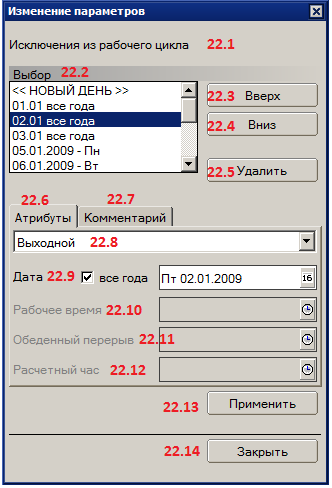 Изменение параметров
Исключения из рабочего цикла 22.1
Выбор 22.2
<< НОВЫЙ ДЕНЬ >>
01.01 все года
02.01 все года
03.01 все года
05.01.2009 - Пн
06.01.2009 - Вт
22.3 Вверх
22.4 Вниз
22.5 Удалить
22.6 22.7
Атрибуты Комментарий
Выходной 22.8
Дата 22.9 все года Пт 02.01.2009 16
Рабочее время 22.10
Обеденный перерыв 22.11
Расчетный час 22.12
22.13 Применить
22.14 Закрыть